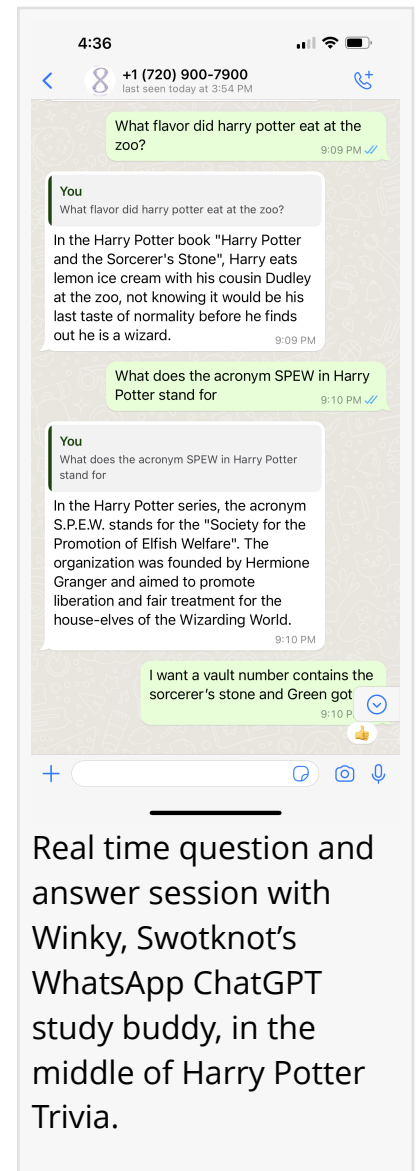 4:36
+1 (720) 900-7900
last seen today at 3:54 PM
What flavor did harry potter eat at the
zoo?
9:09 PM
You
What flavor did harry potter eat at the zoo?
In the Harry Potter book "Harry Potter
and the Sorcerer's Stone", Harry eats
lemon ice cream with his cousin Dudley
at the zoo, not knowing it would be his
last taste of normality before he finds
out he is a wizard.
9:09 PM
What does the acronym SPEW in Harry
Potter stand for
9:10 PM
You
What does the acronym SPEW in Harry Potter
stand for
In the Harry Potter series, the acronym
S.P.E.W. stands for the "Society for the
Promotion of Elfish Welfare". The
organization was founded by Hermione
Granger and aimed to promote
liberation and fair treatment for the
house-elves of the Wizarding World.
9:10 PM
I want a vault number contains the
sorcerer's stone and Green got
9:10 P
Real time question and
answer session with
Winky, Swotknot's
WhatsApp ChatGPT
study buddy, in the
middle of Harry Potter
Trivia.